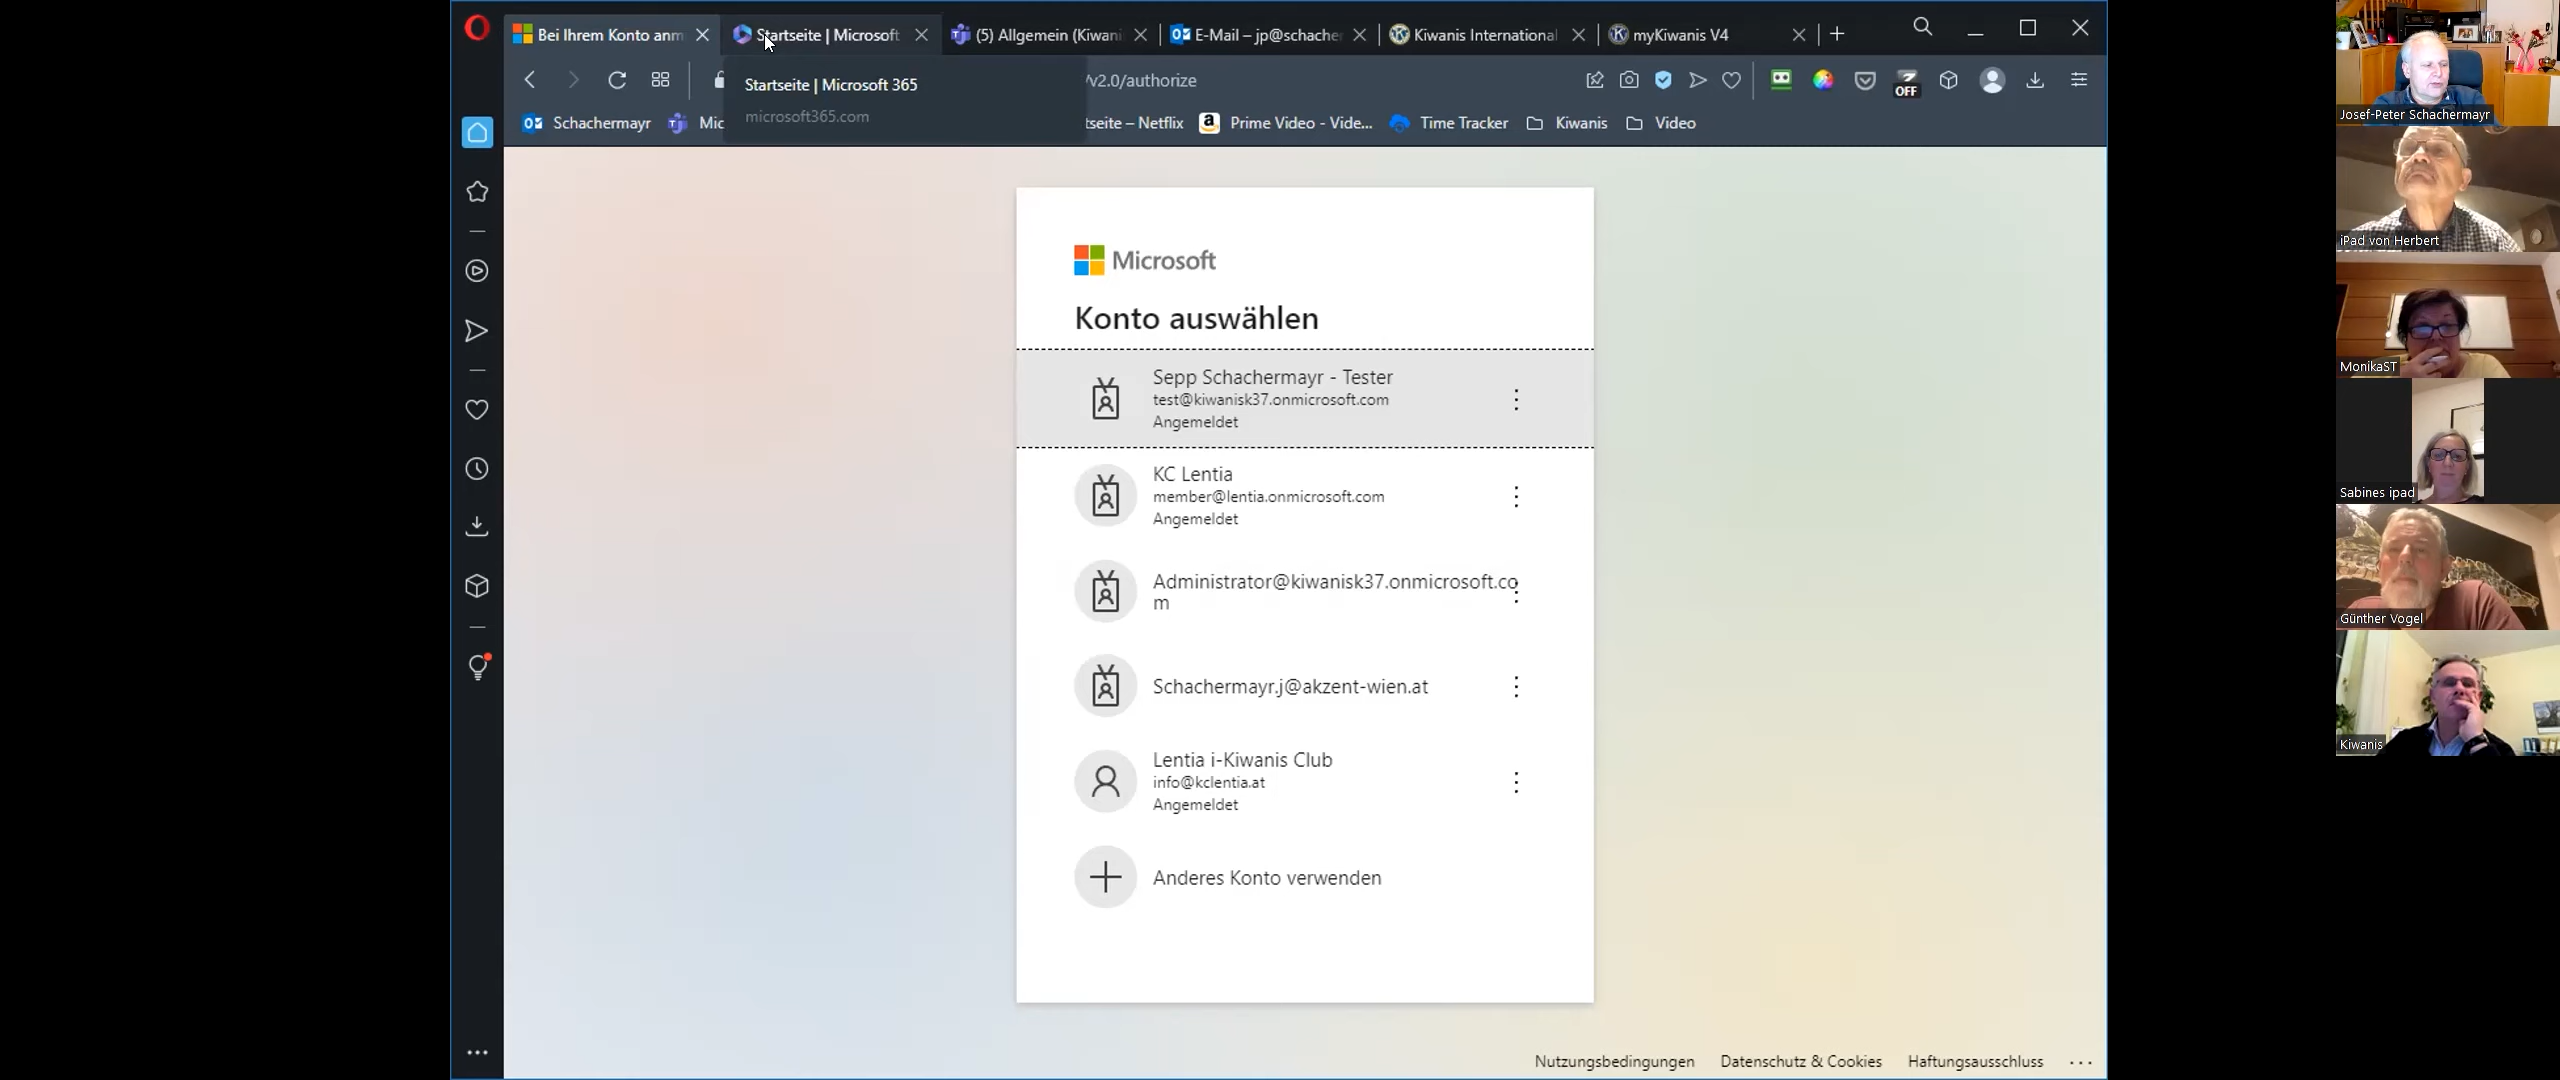 Bei Ihrem Konto anm
Startseite | Microsoft
(5) Allgemein (Kiwani
E-Mail – jp@schacher
Kiwanis International
myKiwanis V4
Startseite | Microsoft 365
microsoft365.com
/v2.0/authorize
OFF
Schachermayr
Mic
tseite – Netflix
Prime Video - Vide...
Time Tracker
Kiwanis
Video
Microsoft
Konto auswählen
Sepp Schachermayr - Tester
test@kiwanisk37.onmicrosoft.com
Angemeldet
KC Lentia
member@lentia.onmicrosoft.com
Angemeldet
Administrator@kiwanisk37.onmicrosoft.co
m
Schachermayr.j@akzent-wien.at
Lentia i-Kiwanis Club
info@kclentia.at
Angemeldet
Anderes Konto verwenden
Nutzungsbedingungen
Datenschutz & Cookies
Haftungsausschluss
Josef-Peter Schachermayr
iPad von Herbert
MonikaST
Sabines ipad
Günther Vogel
Kiwanis